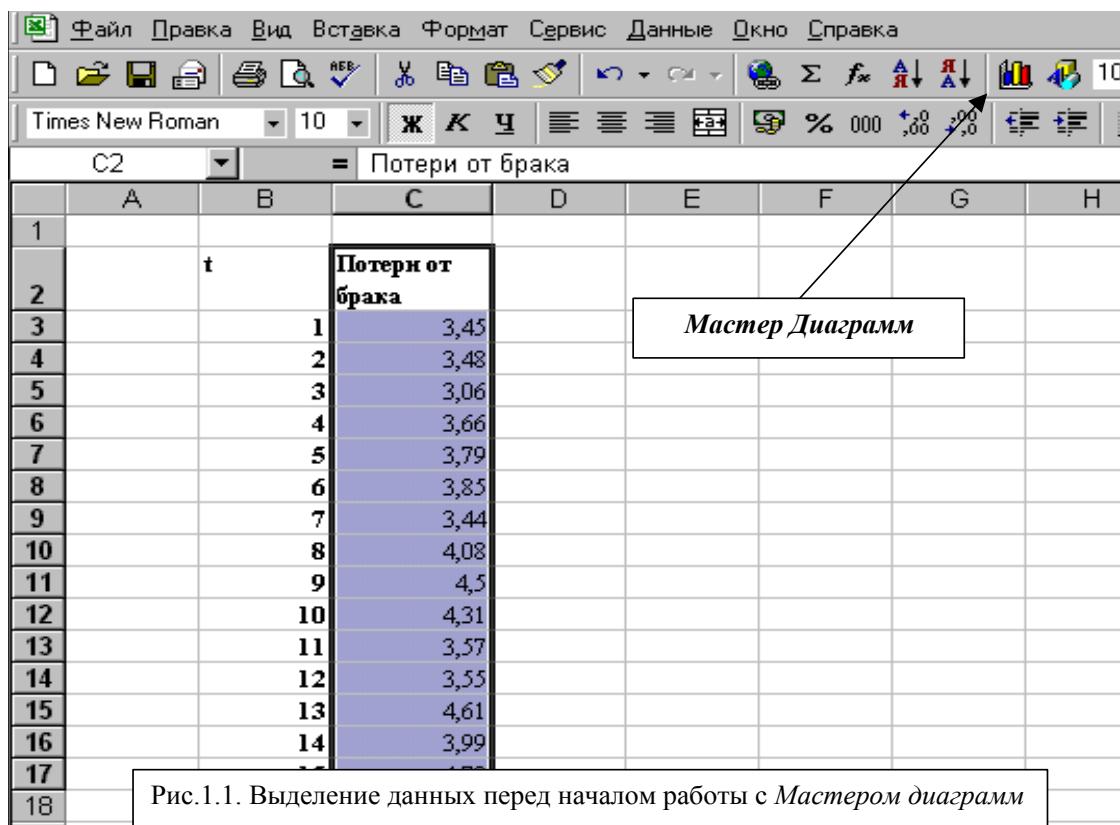 Файл Правка Вид Вставка Формат Сервис Данные Окно Справка
Times New Roman 10 Ж К Ч % 000
C2 = Потери от брака
A B C D E F G H
1
2 t Потери от брака
3 1 3,45
4 2 3,48
5 3 3,06
6 4 3,66
7 5 3,79
8 6 3,85
9 7 3,44
10 8 4,08
11 9 4,5
12 10 4,31
13 11 3,57
14 12 3,55
15 13 4,61
16 14 3,99
17
18
Мастер Диаграмм
Рис.1.1. Выделение данных перед началом работы с Мастером диаграмм